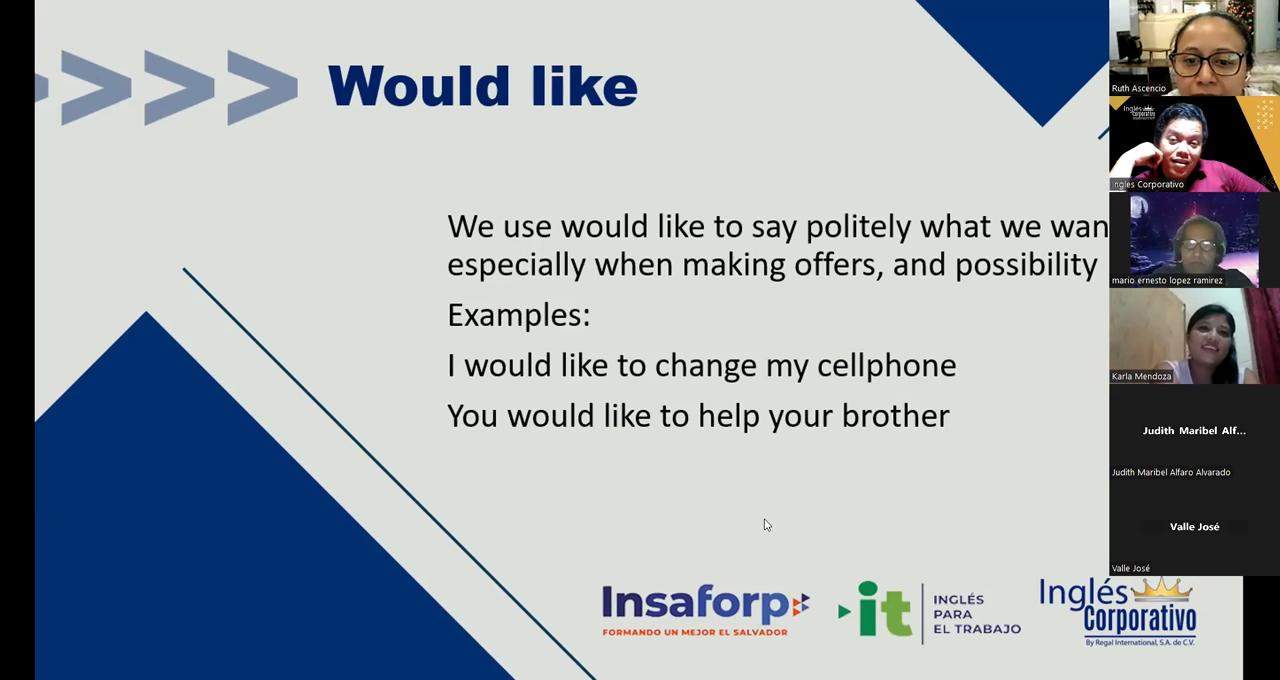 Would like
We use would like to say politely what we wan
especially when making offers, and possibility
Examples:
I would like to change my cellphone
You would like to help your brother
Insaforp
FORMANDO UN MEJOR EL SALVADOR
it
INGLÉS
PARA
EL TRABAJO
Inglés
Corporativo
By Regal International, S.A. de C.V.
Ruth Ascencio
Inglés
Corporativo
Ingles Corporativo
mario ernesto lopez ramirez
Karla Mendoza
Judith Maribel Alf...
Judith Maribel Alfaro Alvarado
Valle José
Valle José